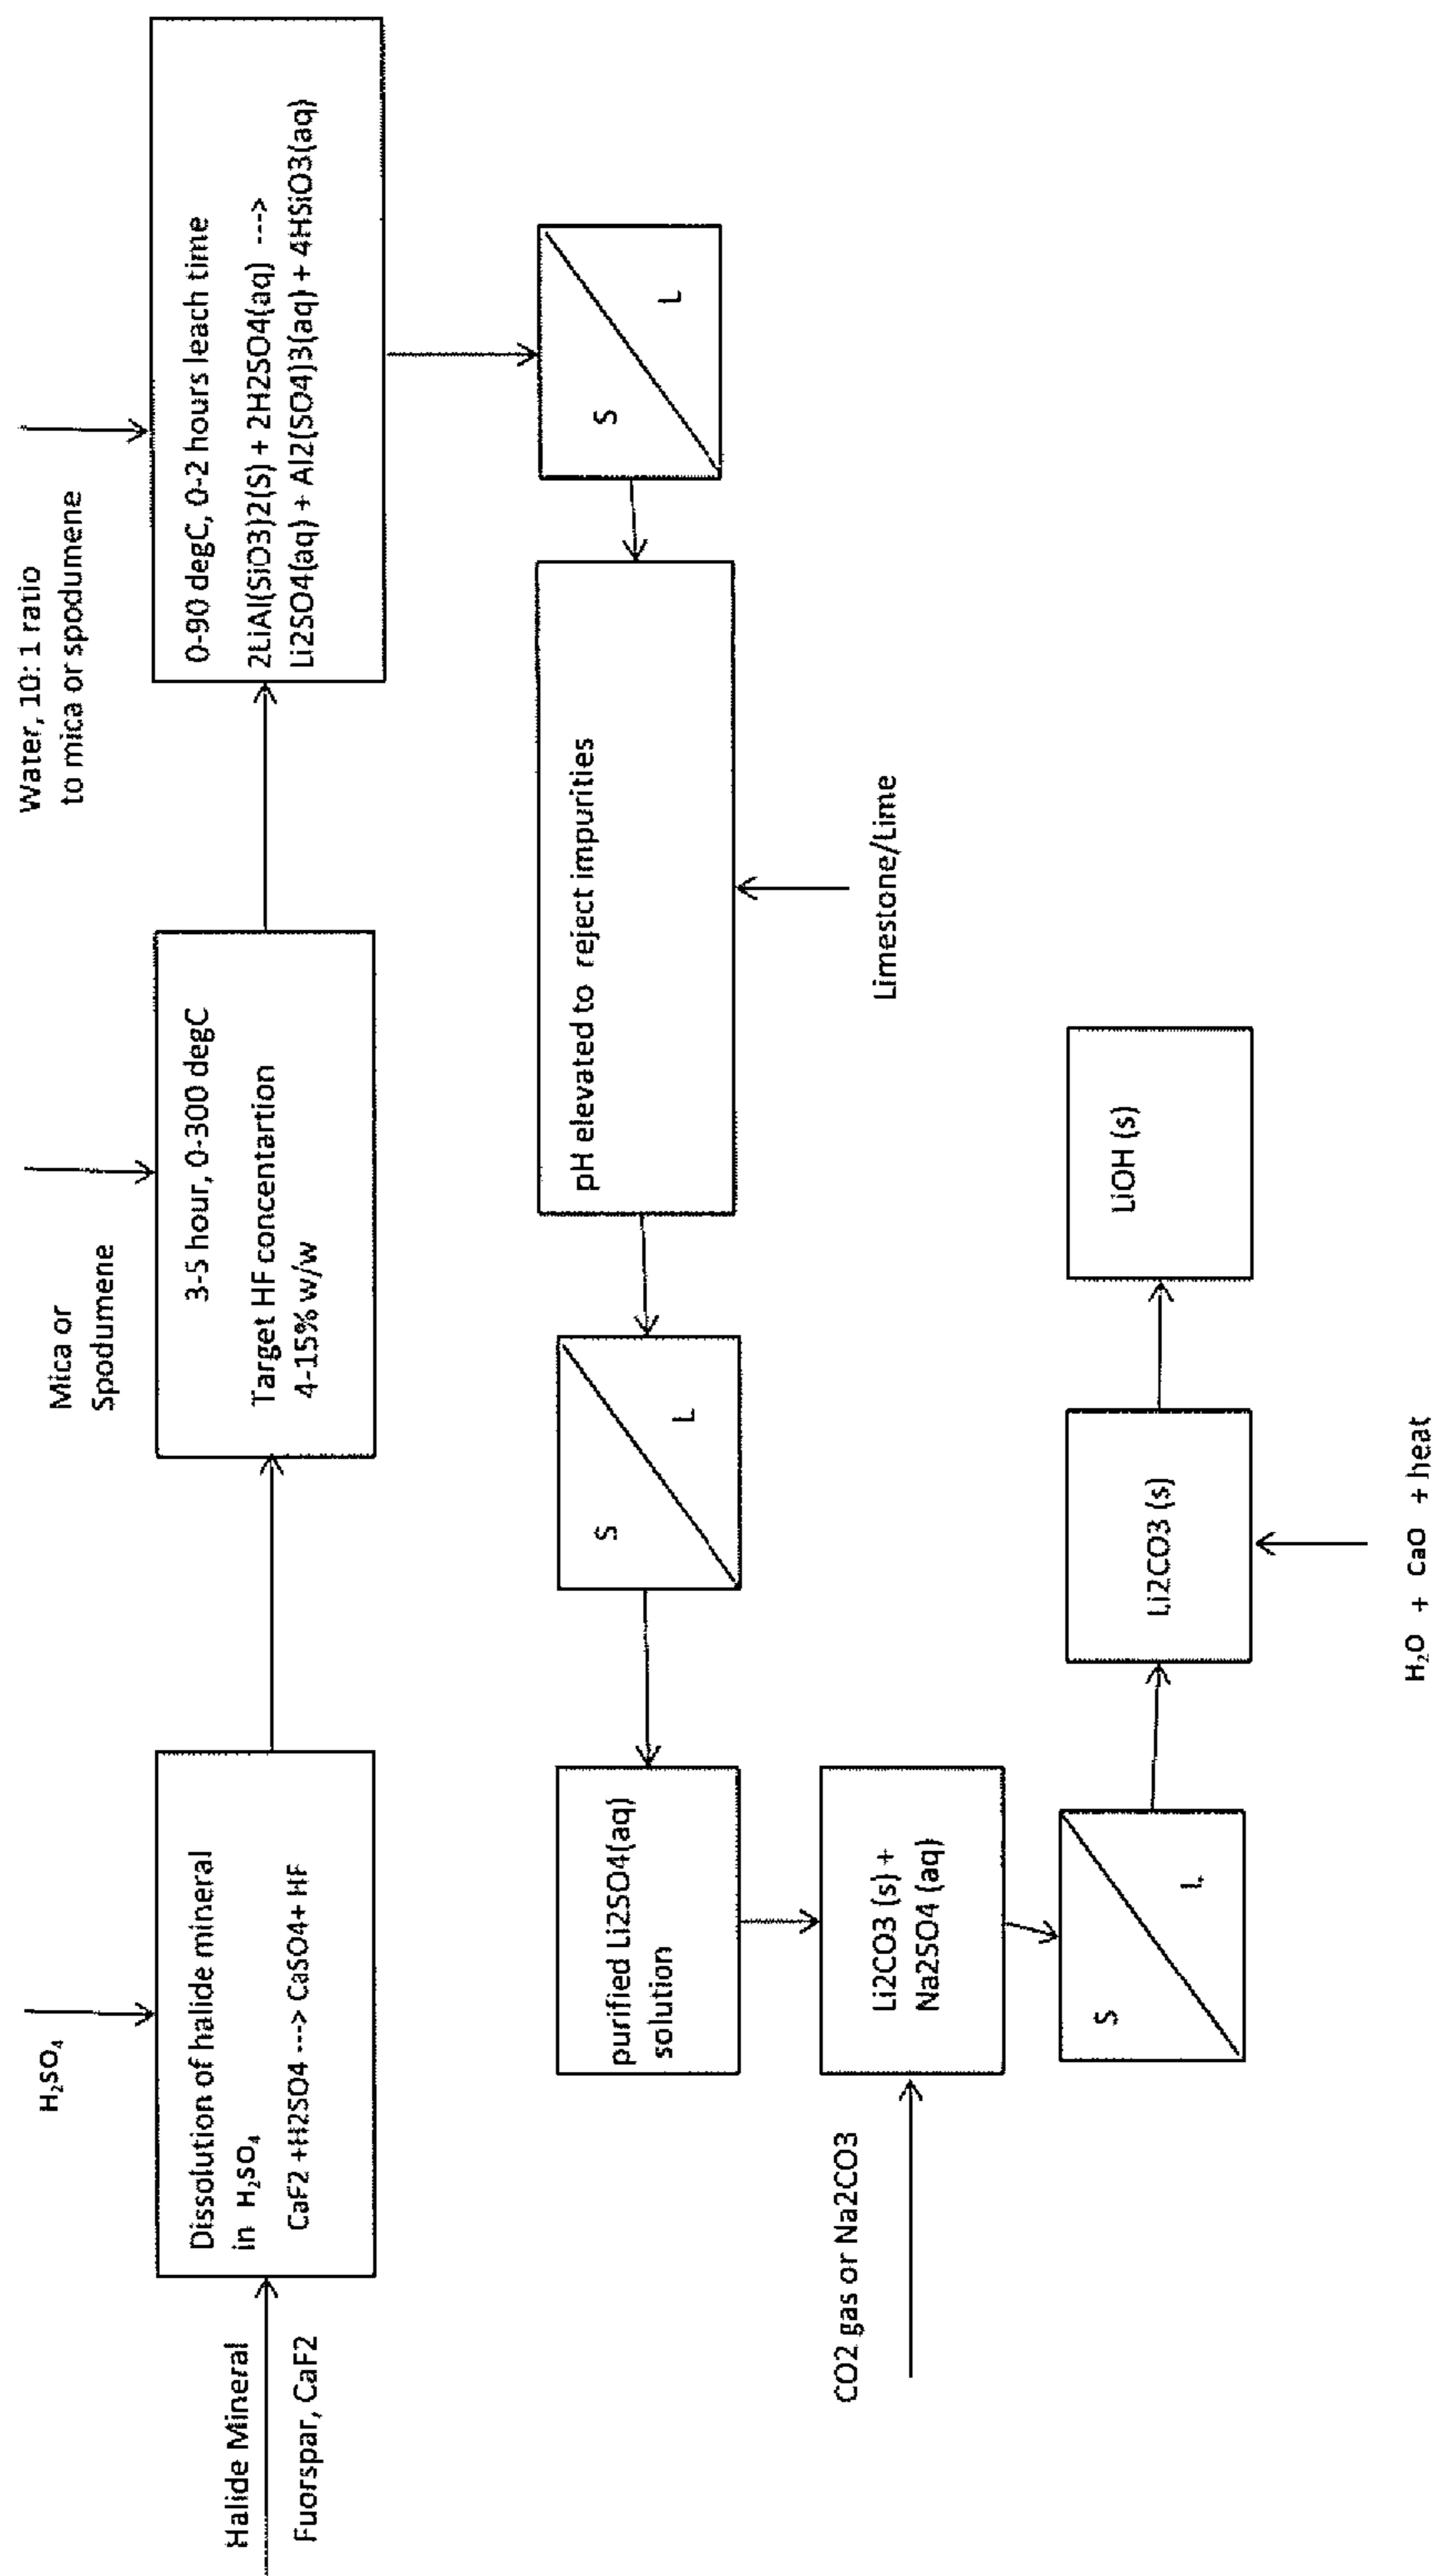 Halide Mineral
Fuorspar, CaF2
H₂SO₄
Dissolution of halide mineral
in H₂SO₄
CaF2 +H2SO4 ---> CaSO4+ HF
Mica or
Spodumene
3-5 hour, 0-300 degC
Target HF concentartion
4-15% w/w
Water, 10:1 ratio
to mica or spodumene
0-90 degC, 0-2 hours leach time
2LiAl(SiO3)2(S) + 2H2SO4(aq) --->
Li2SO4(aq) + Al2(SO4)3(aq) + 4HSiO3(aq)
S
L
pH elevated to reject impurities
Limestone/Lime
S
L
purified Li2SO4(aq)
solution
CO2 gas or Na2CO3
Li2CO3 (s) +
Na2SO4 (aq)
S
L
Li2CO3 (s)
H₂O + CaO + heat
LiOH (s)